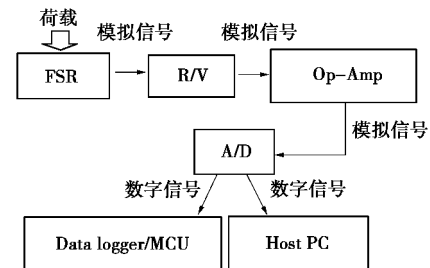 荷载
模拟信号 模拟信号
FSR R/V Op-Amp
模拟信号
A/D
数字信号 数字信号
Data logger/MCU Host PC